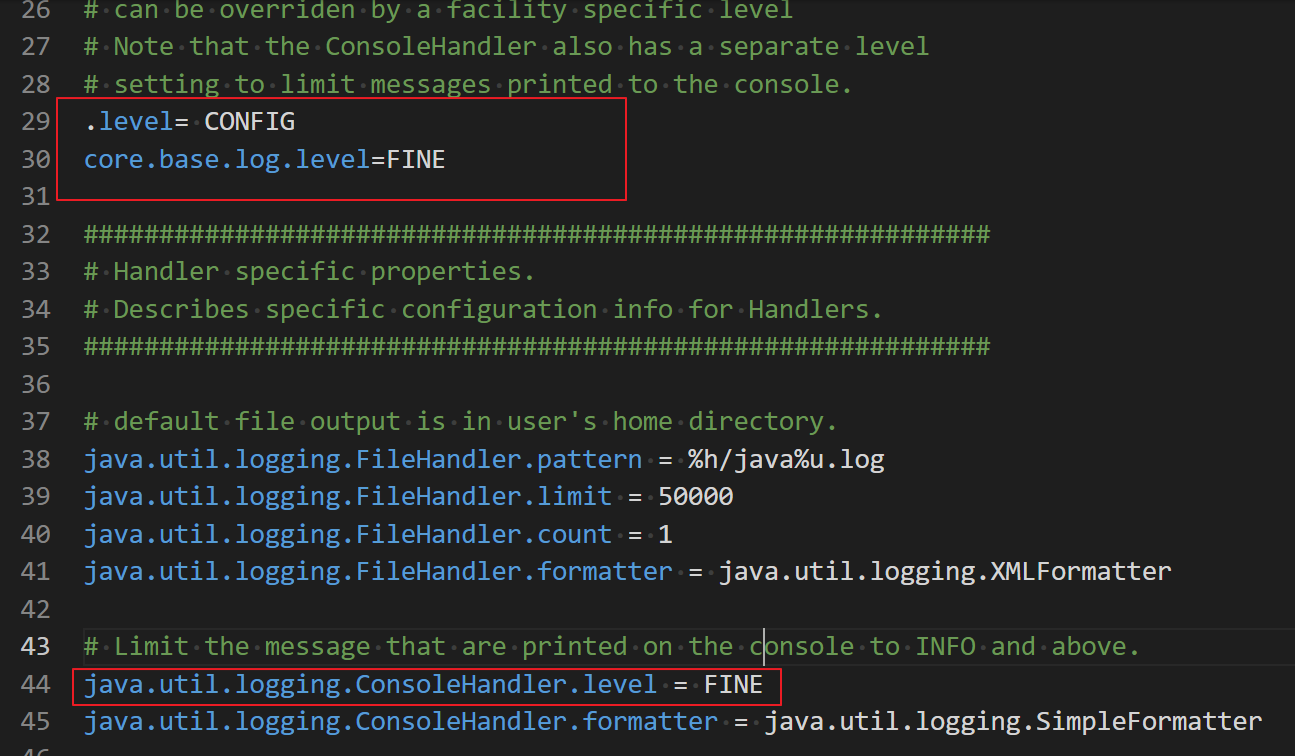 26 # can be overriden by a facility specific level
27 # Note that the ConsoleHandler also has a separate level
28 # setting to limit messages printed to the console.
29 .level= CONFIG
30 core.base.log.level=FINE
31
32 ############################################################
33 # Handler specific properties.
34 # Describes specific configuration info for Handlers.
35 ############################################################
36
37 # default file output is in user's home directory.
38 java.util.logging.FileHandler.pattern = %h/java%u.log
39 java.util.logging.FileHandler.limit = 50000
40 java.util.logging.FileHandler.count = 1
41 java.util.logging.FileHandler.formatter = java.util.logging.XMLFormatter
42
43 # Limit the message that are printed on the console to INFO and above.
44 java.util.logging.ConsoleHandler.level = FINE
45 java.util.logging.ConsoleHandler.formatter = java.util.logging.SimpleFormatter
46